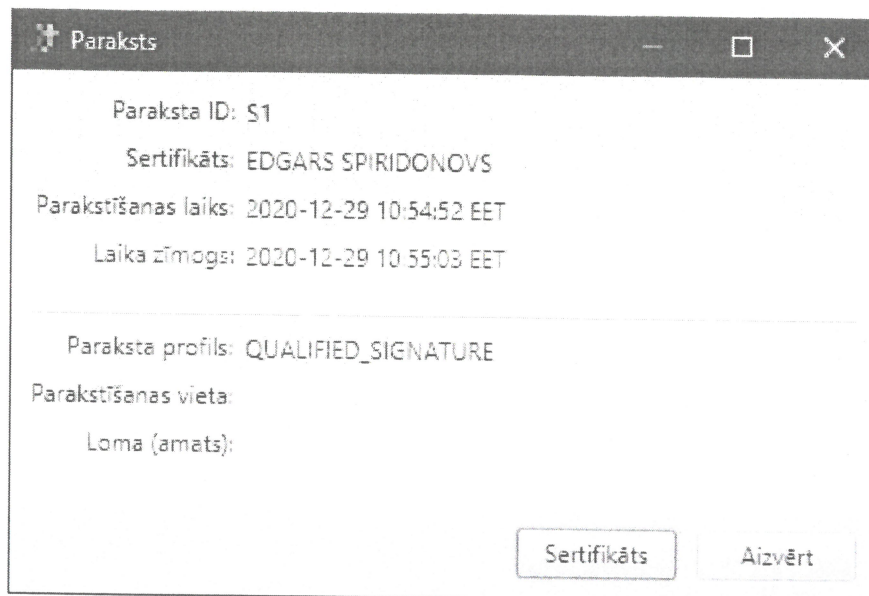 Paraksts
Paraksta ID: S1
Sertifikāts: EDGARS SPIRIDONOVS
Parakstīšanas laiks: 2020-12-29 10:54:52 EET
Laika zīmogs: 2020-12-29 10:55:03 EET
Paraksta profils: QUALIFIED_SIGNATURE
Parakstīšanas vieta:
Loma (amats):
Sertifikāts Aizvērt